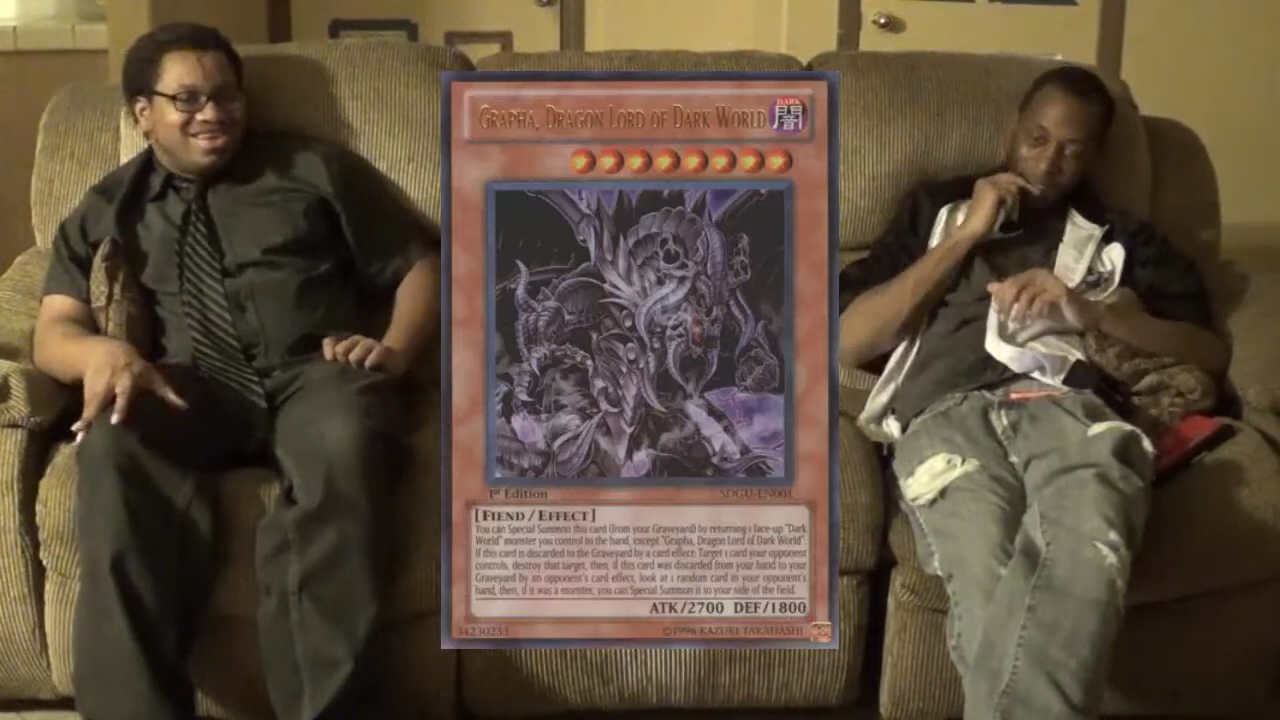 GRAPHA, DRAGON LORD OF DARK WORLD
DARK
闇
1st Edition
SDGU-EN001
[FIEND / EFFECT]
You can Special Summon this card (from your Graveyard) by returning 1 face-up "Dark
World" monster you control to the hand, except "Grapha, Dragon Lord of Dark World".
If this card is discarded to the Graveyard by a card effect: Target 1 card your opponent
controls; destroy that target, then, if this card was discarded from your hand to your
Graveyard by an opponent's card effect, look at 1 random card in your opponent's
hand, then, if it was a monster, you can Special Summon it to your side of the field.
ATK/2700 DEF/1800
34230233
©1996 KAZUKI TAKAHASHI